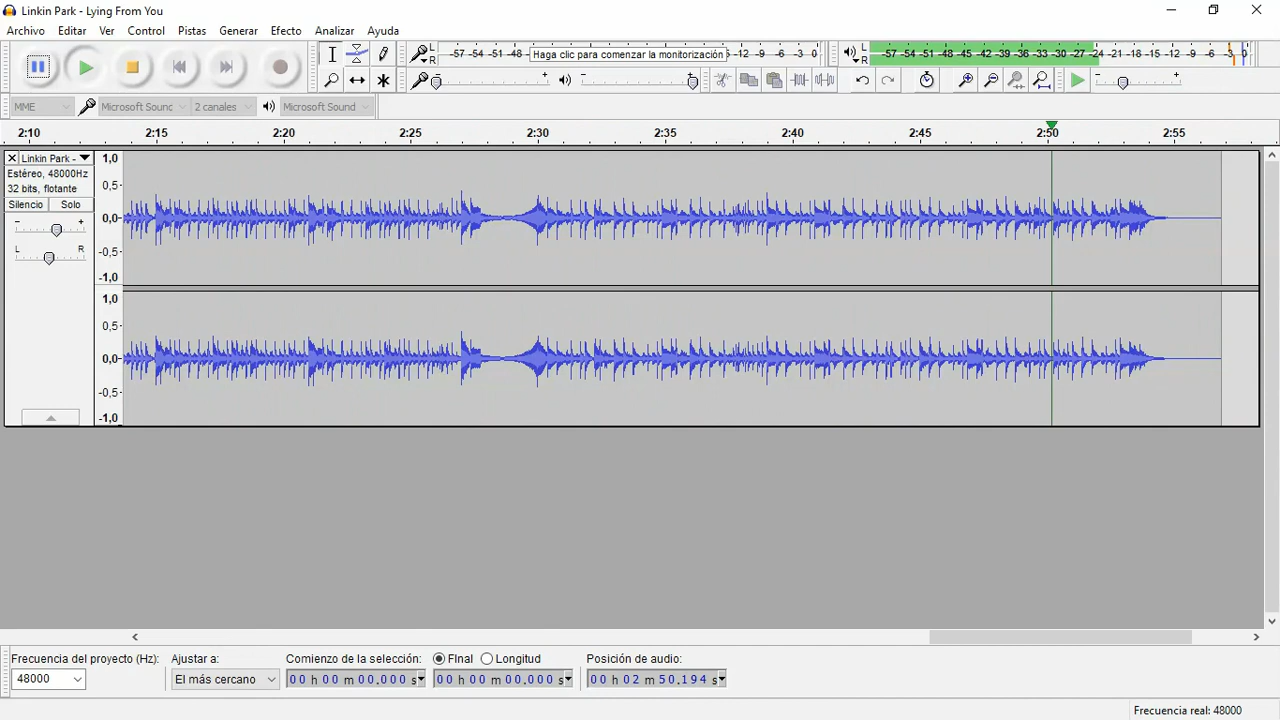 Linkin Park - Lying From You
Archivo Editar Ver Control Pistas Generar Efecto Analizar Ayuda
L R -57 -54 -51 -48 Haga clic para comenzar la monitorización -12 -9 -6 -3 0
L R -57 -54 -51 -48 -45 -42 -39 -36 -33 -30 -27 -24 -21 -18 -15 -12 -9 -6 -3 0
- + - + - +
MME Microsoft Sound 2 canales Microsoft Sound
2:10 2:15 2:20 2:25 2:30 2:35 2:40 2:45 2:50 2:55
Linkin Park -
Estéreo, 48000Hz
32 bits, flotante
Silencio Solo
- +
L R
1,0
0,5
0,0
-0,5
-1,0
1,0
0,5
0,0
-0,5
-1,0
Frecuencia del proyecto (Hz): Ajustar a: Comienzo de la selección: FInal Longitud Posición de audio:
48000 El más cercano 00 h 00 m 00.000 s 00 h 00 m 00.000 s 00 h 02 m 50.194 s
Frecuencia real: 48000